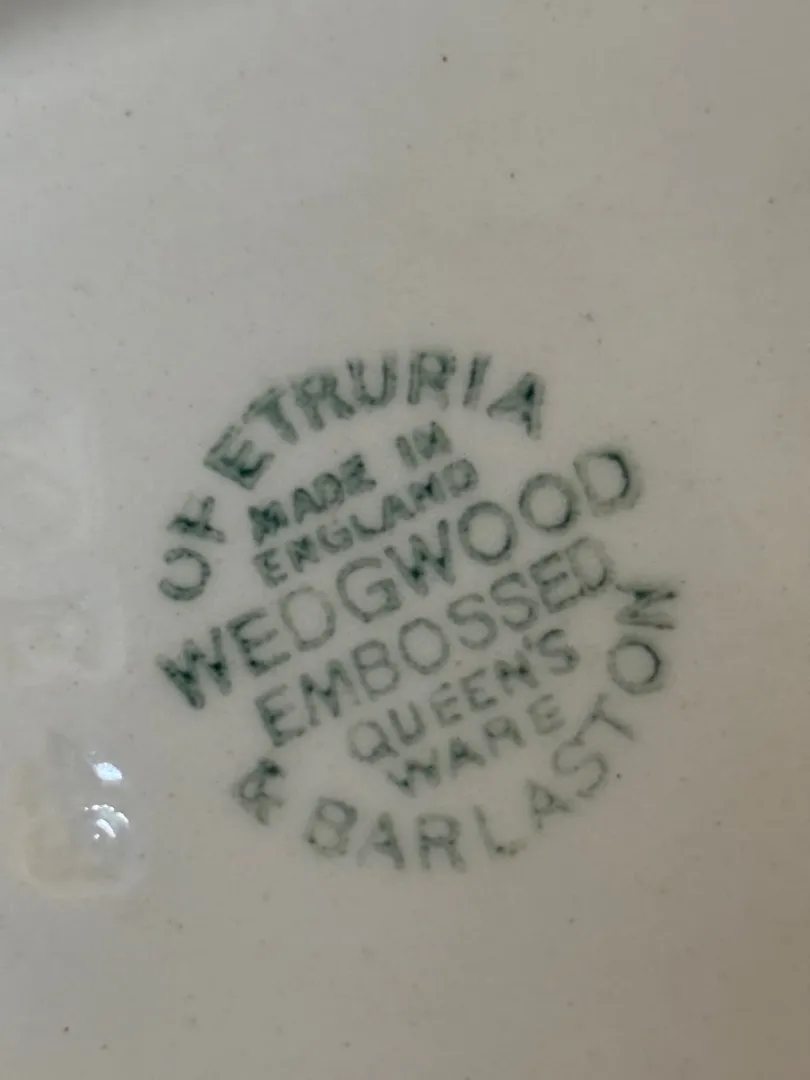 OF ETRURIA
MADE IN
ENGLAND
WEDGWOOD
EMBOSSED
QUEEN'S
WARE
& BARLASTON